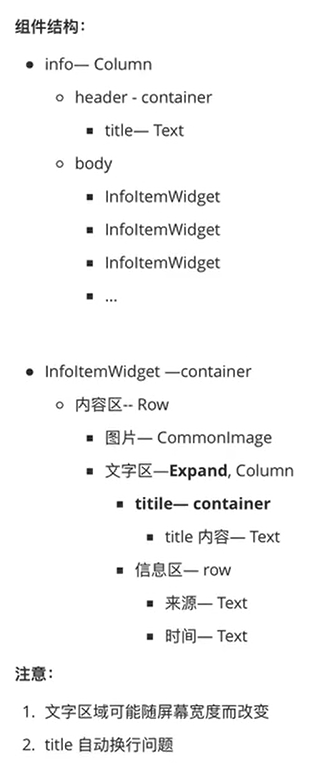 组件结构：
info— Column
header - container
title— Text
body
InfoItemWidget
InfoItemWidget
InfoItemWidget
...
InfoItemWidget —container
内容区-- Row
图片— CommonImage
文字区—Expand, Column
titile— container
title 内容— Text
信息区— row
来源— Text
时间— Text
注意：
1. 文字区域可能随屏幕宽度而改变
2. title 自动换行问题